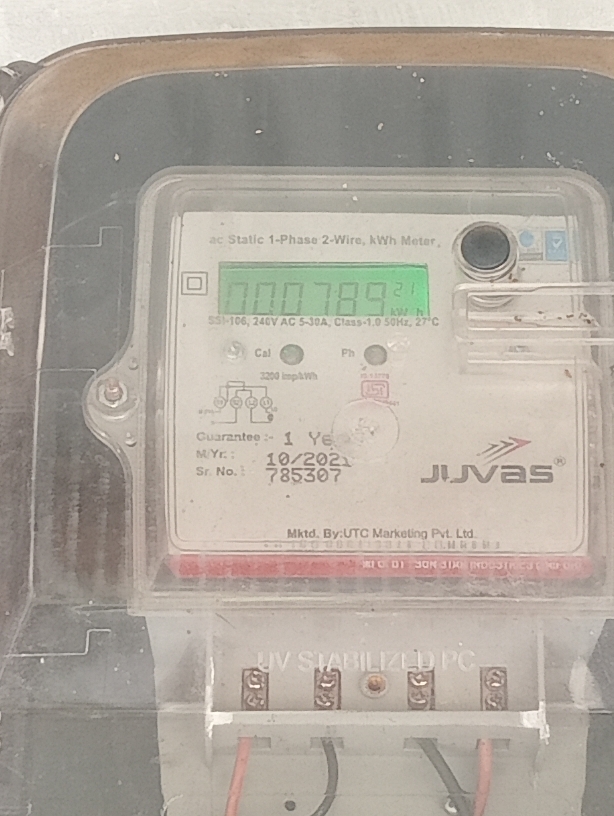 ac Static 1-Phase 2-Wire, kWh Meter,
000789 21
kWh
SSI-106, 240V AC 5-30A, Class-1.0 50Hz, 27°C
Cal Ph
3200 imp/kWh
Guarantee :- 1 Ye
M/Yr. : 10/2021
Sr. No. : 785307
JUVAS®
Mktd. By:UTC Marketing Pvt. Ltd.
UV STABILIZED PC